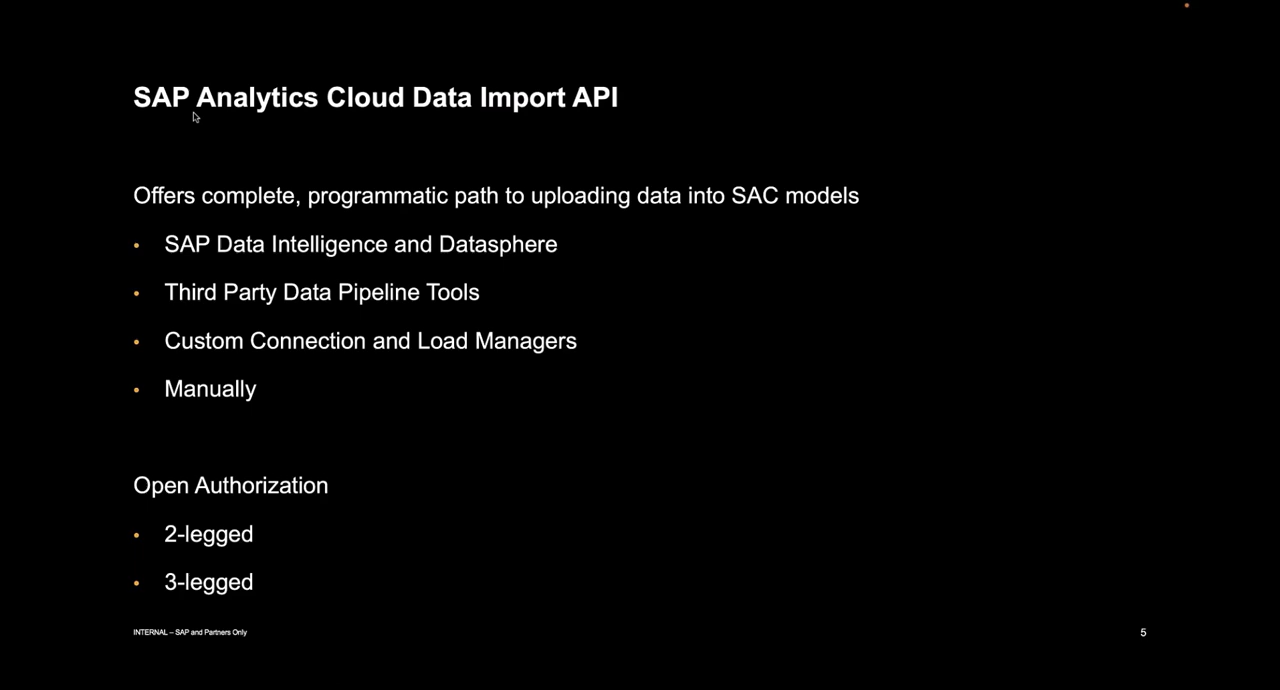 SAP Analytics Cloud Data Import API
Offers complete, programmatic path to uploading data into SAC models
• SAP Data Intelligence and Datasphere
• Third Party Data Pipeline Tools
• Custom Connection and Load Managers
• Manually
Open Authorization
• 2-legged
• 3-legged
INTERNAL – SAP and Partners Only
5